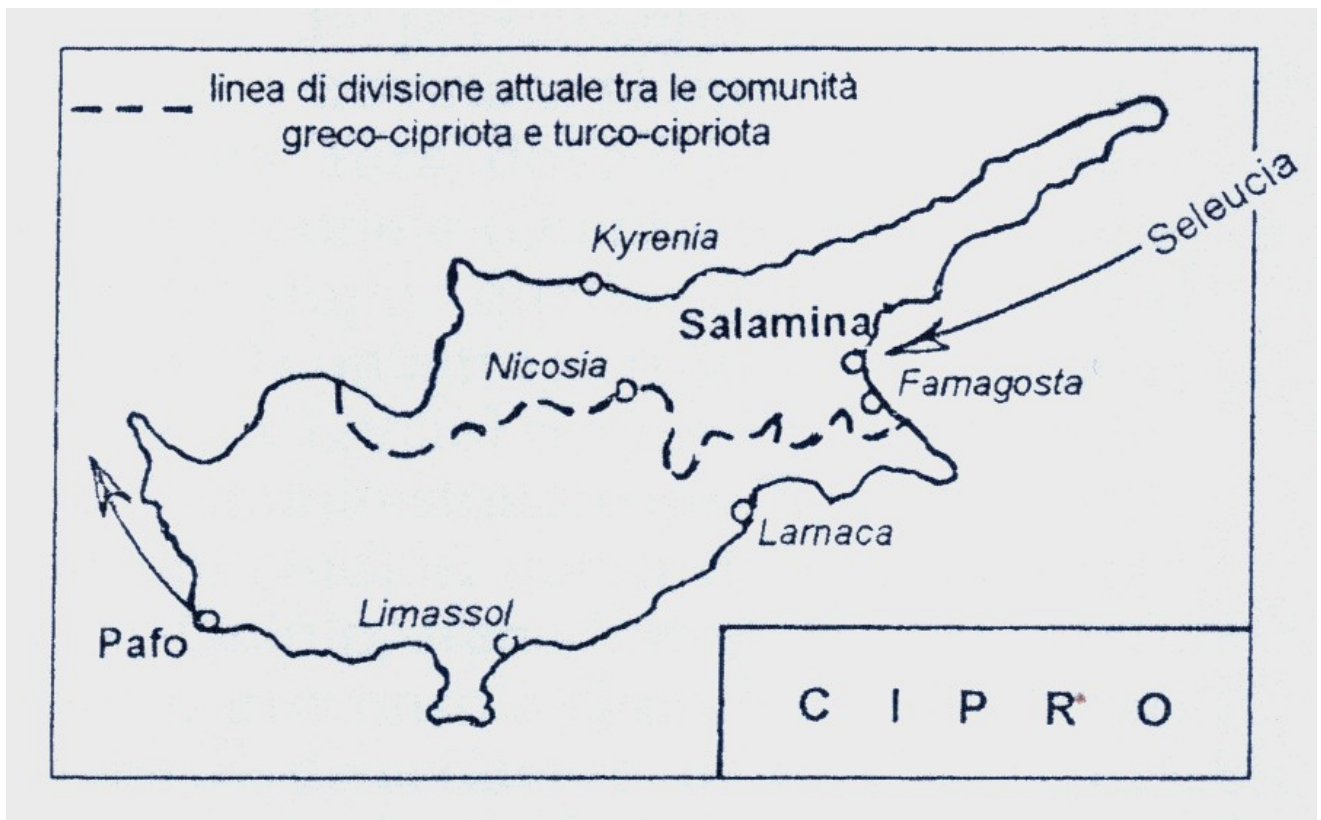 linea di divisione attuale tra le comunità
greco-cipriota e turco-cipriota
Seleucia
Kyrenia
Salamina
Nicosia
Famagosta
Larnaca
Limassol
Pafo
C I P R O